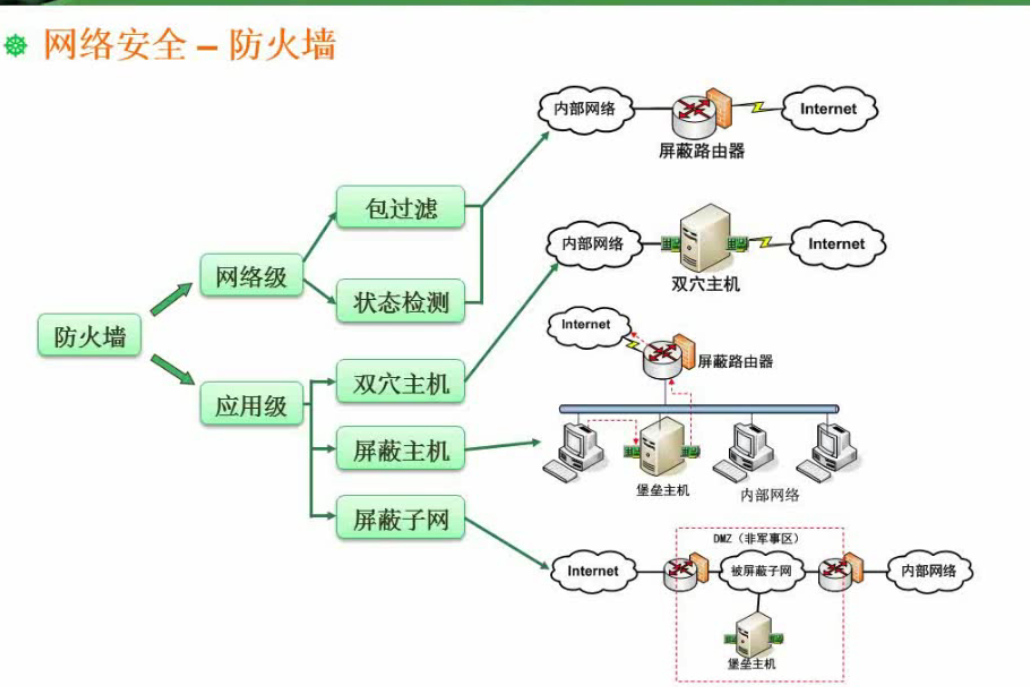 网络安全 – 防火墙
内部网络
Internet
屏蔽路由器
包过滤
网络级
状态检测
内部网络
Internet
双穴主机
防火墙
Internet
屏蔽路由器
双穴主机
应用级
屏蔽主机
堡垒主机
内部网络
屏蔽子网
DMZ（非军事区）
Internet
被屏蔽子网
内部网络
堡垒主机